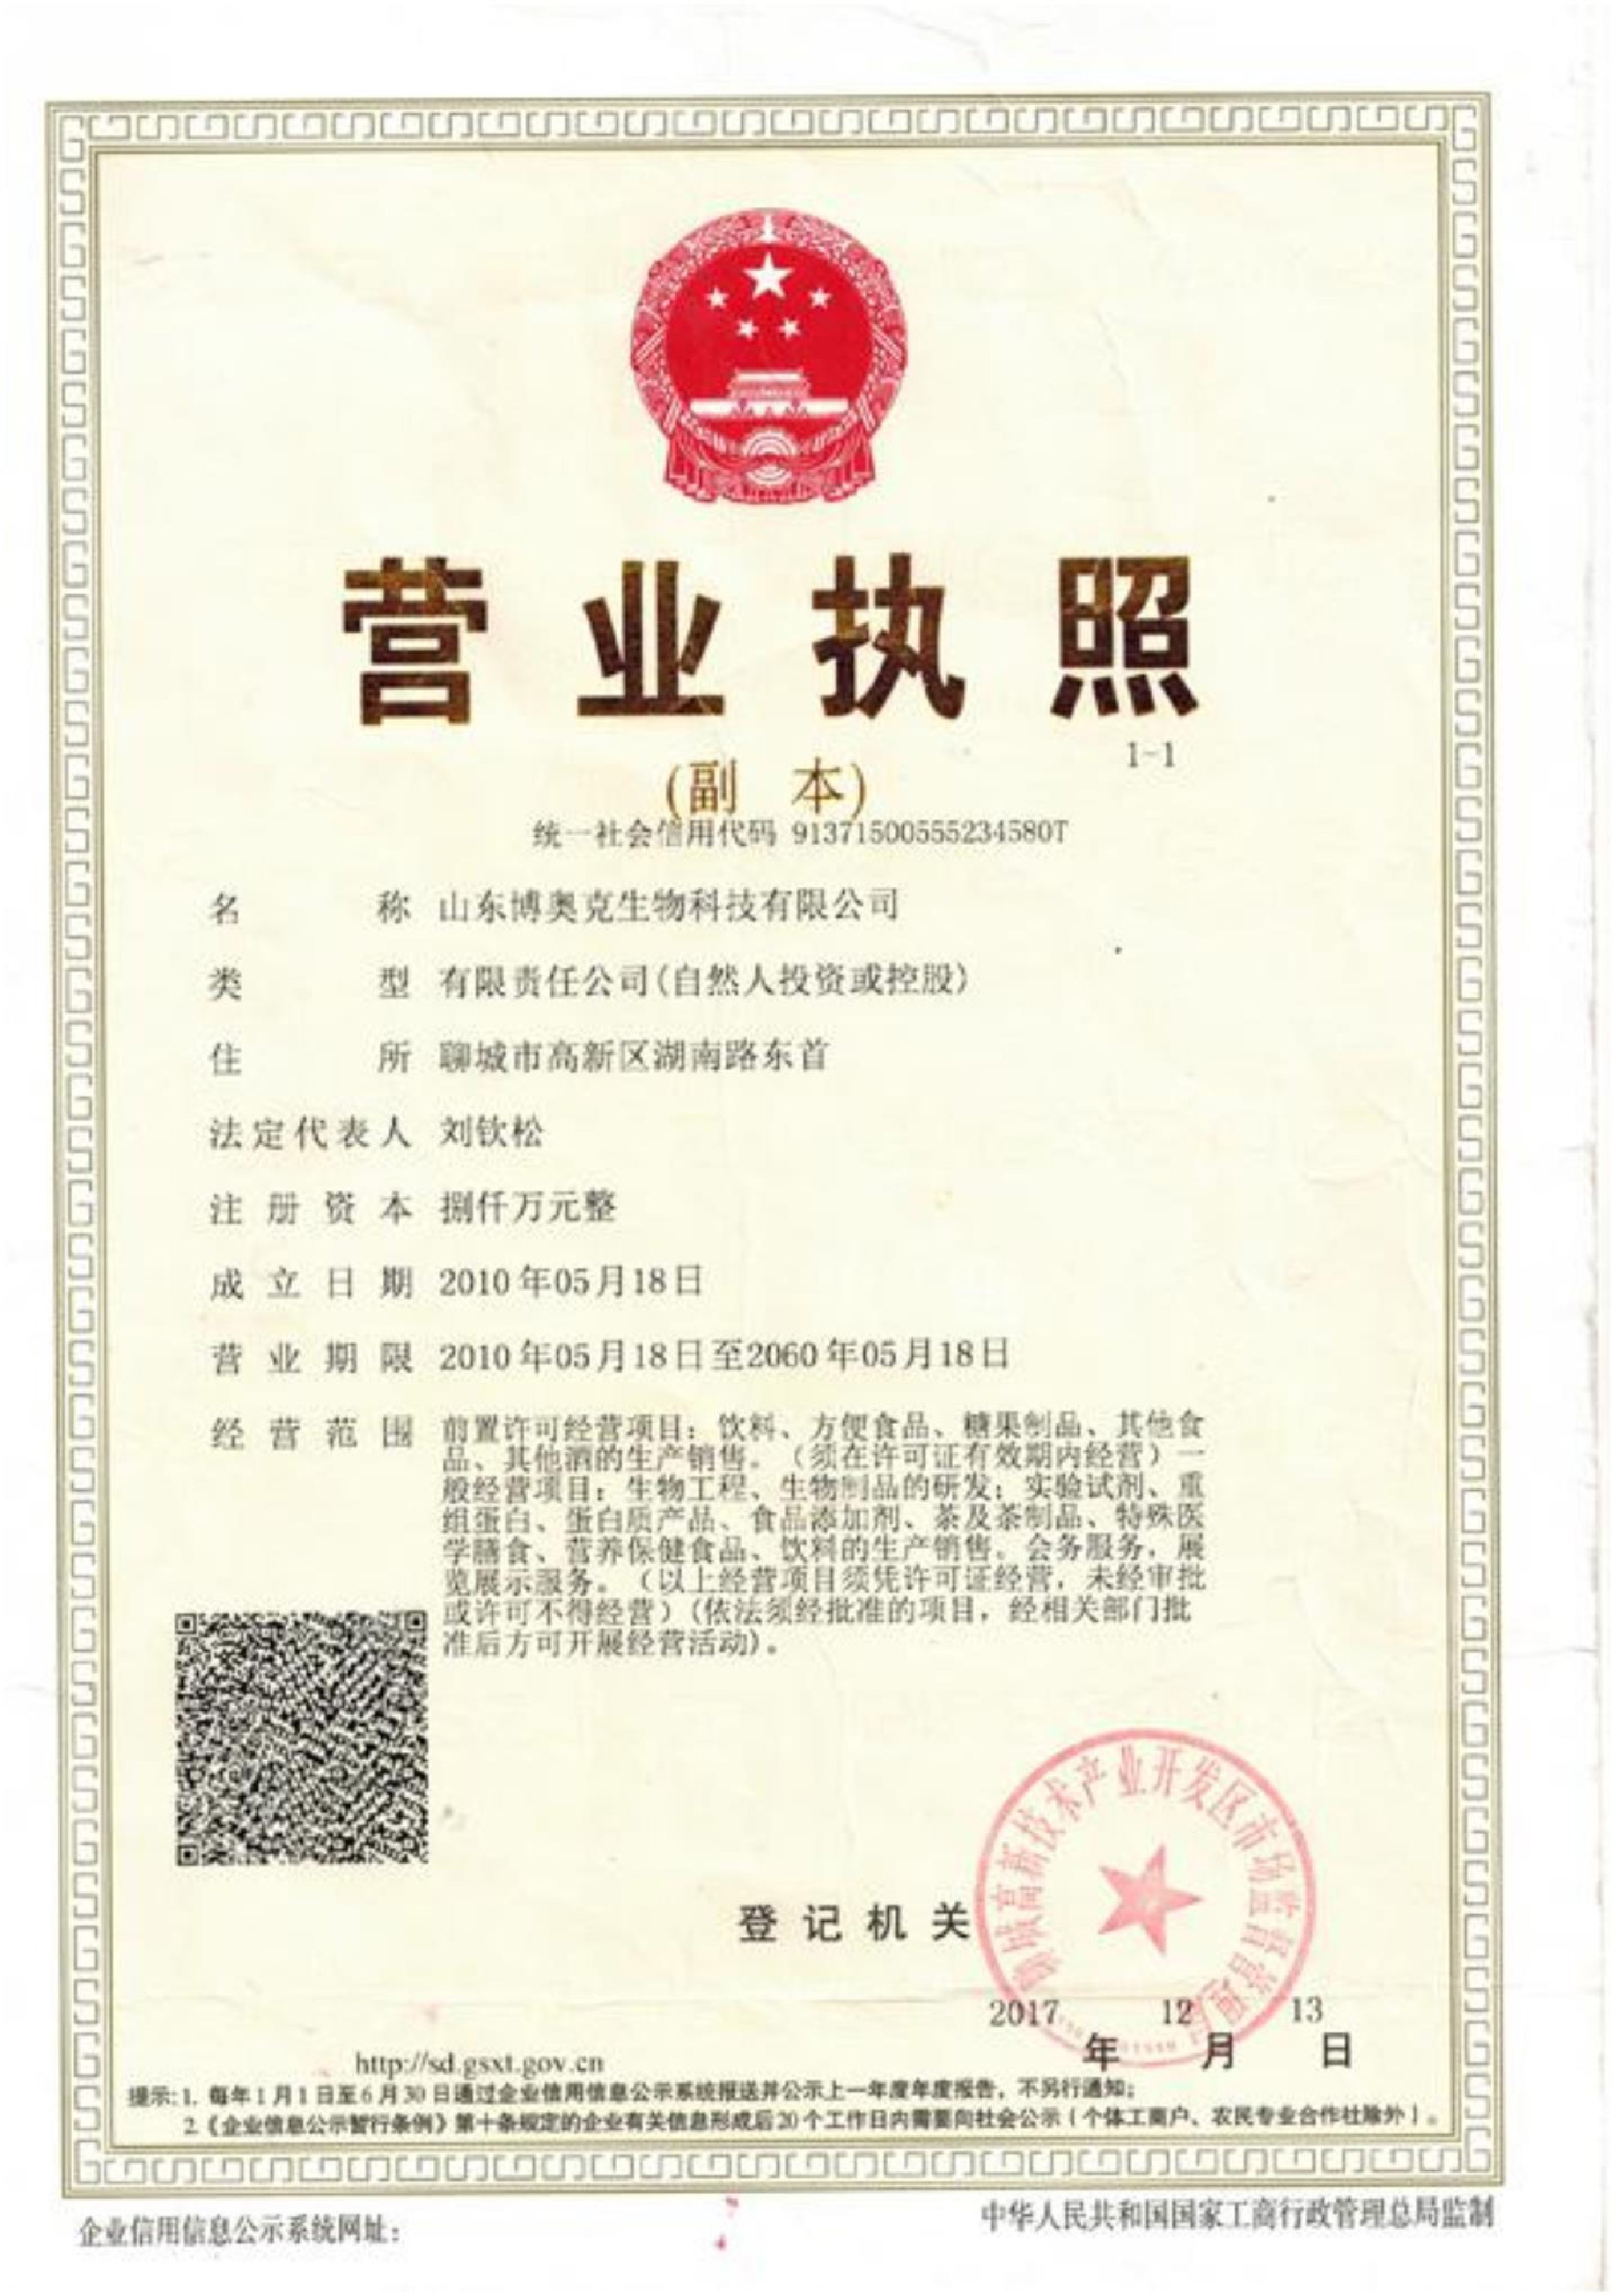 营业执照
1-1
(副 本)
统一社会信用代码 91371500555234580T
名 称 山东博奥克生物科技有限公司
类 型 有限责任公司(自然人投资或控股)
住 所 聊城市高新区湖南路东首
法定代表人 刘钦松
注册资本 捌仟万元整
成立日期 2010年05月18日
营业期限 2010年05月18日至2060年05月18日
经营范围 前置许可经营项目：饮料、方便食品、糖果制品、其他食
品、其他酒的生产销售。（须在许可证有效期内经营）一
般经营项目：生物工程、生物制品的研发；实验试剂、重
组蛋白、蛋白质产品、食品添加剂、茶及茶制品、特殊医
学膳食、营养保健食品、饮料的生产销售。会务服务，展
览展示服务。（以上经营项目须凭许可证经营，未经审批
或许可不得经营）(依法须经批准的项目，经相关部门批
准后方可开展经营活动)。
聊城高新技术产业开发区市场监督管理局
登记机关
2017 12 13
年 月 日
http://sd.gsxt.gov.cn
提示：1. 每年1月1日至6月30日通过企业信用信息公示系统报送并公示上一年度年度报告，不另行通知；
2.《企业信息公示暂行条例》第十条规定的企业有关信息形成后20个工作日内需要向社会公示（个体工商户、农民专业合作社除外）。
企业信用信息公示系统网址：
中华人民共和国国家工商行政管理总局监制